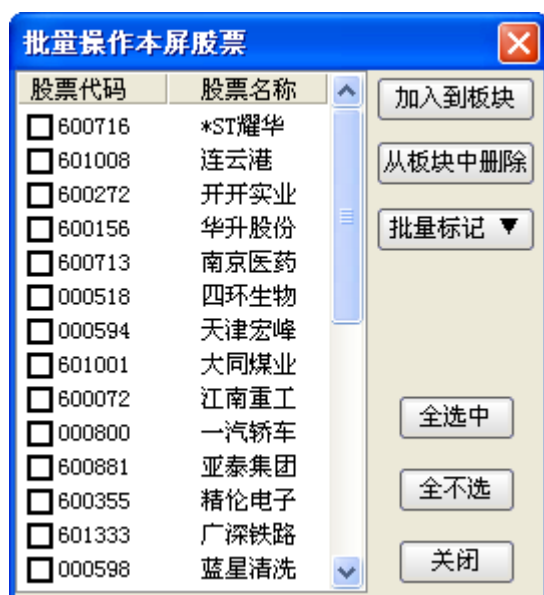 批量操作本屏股票
股票代码 股票名称
600716 *ST耀华
601008 连云港
600272 开开实业
600156 华升股份
600713 南京医药
000518 四环生物
000594 天津宏峰
601001 大同煤业
600072 江南重工
000800 一汽轿车
600881 亚泰集团
600355 精伦电子
601333 广深铁路
000598 蓝星清洗
加入到板块
从板块中删除
批量标记 ▼
全选中
全不选
关闭